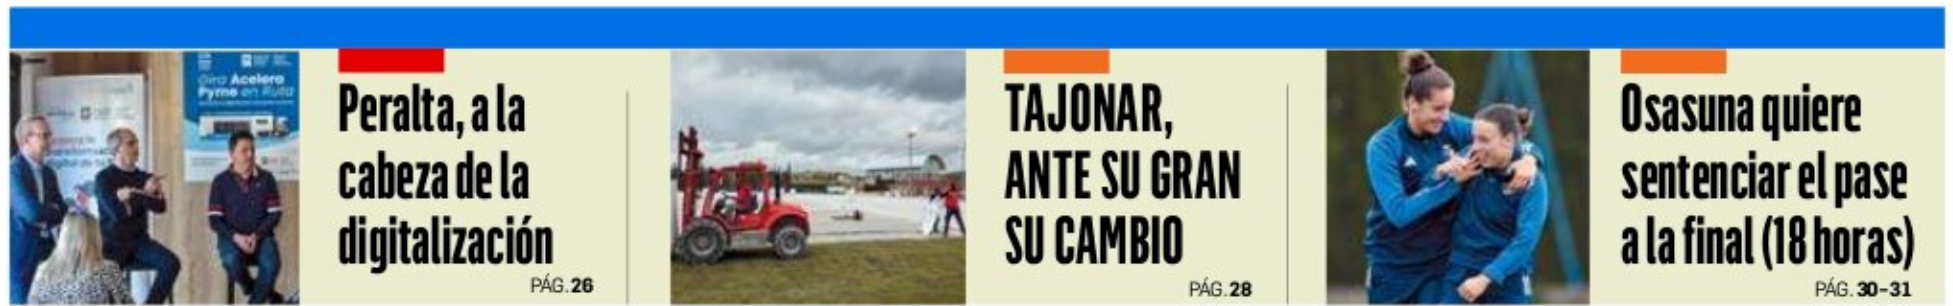 Gira Acelera
Pyme en Ruta
Peralta, a la
cabeza de la
digitalización
PÁG. 26
TAJONAR,
ANTE SU GRAN
SU CAMBIO
PÁG. 28
Osasuna quiere
sentenciar el pase
a la final (18 horas)
PÁG. 30-31